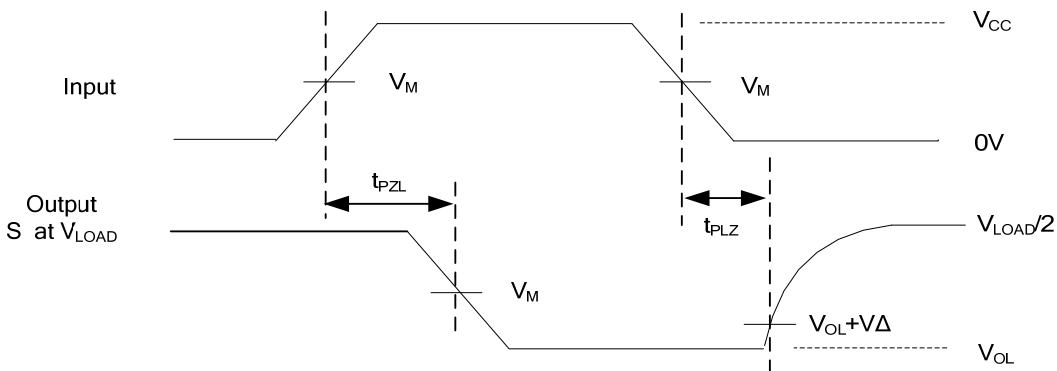 V_CC
Input
V_M
V_M
0V
t_PZL
t_PLZ
Output
S at V_LOAD
V_LOAD/2
V_M
V_OL+VΔ
V_OL